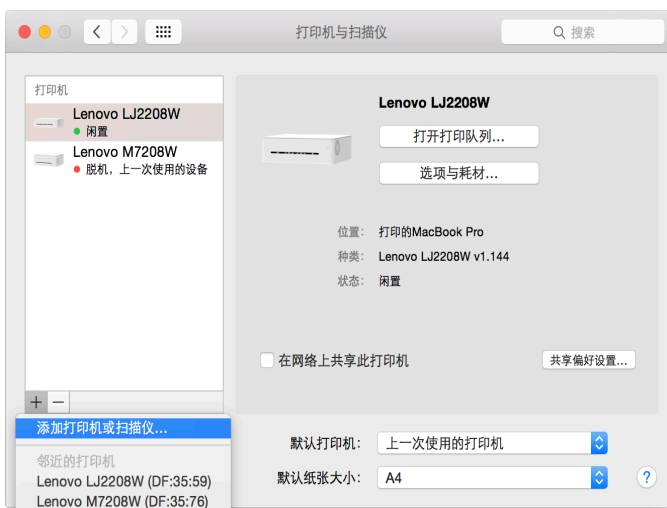 打印机与扫描仪
搜索
打印机
Lenovo LJ2208W
闲置
Lenovo M7208W
脱机，上一次使用的设备
+ −
添加打印机或扫描仪...
邻近的打印机
Lenovo LJ2208W (DF:35:59)
Lenovo M7208W (DF:35:76)
Lenovo LJ2208W
打开打印队列...
选项与耗材...
位置： 打印的MacBook Pro
种类： Lenovo LJ2208W v1.144
状态： 闲置
在网络上共享此打印机
共享偏好设置...
默认打印机： 上一次使用的打印机
默认纸张大小： A4
?